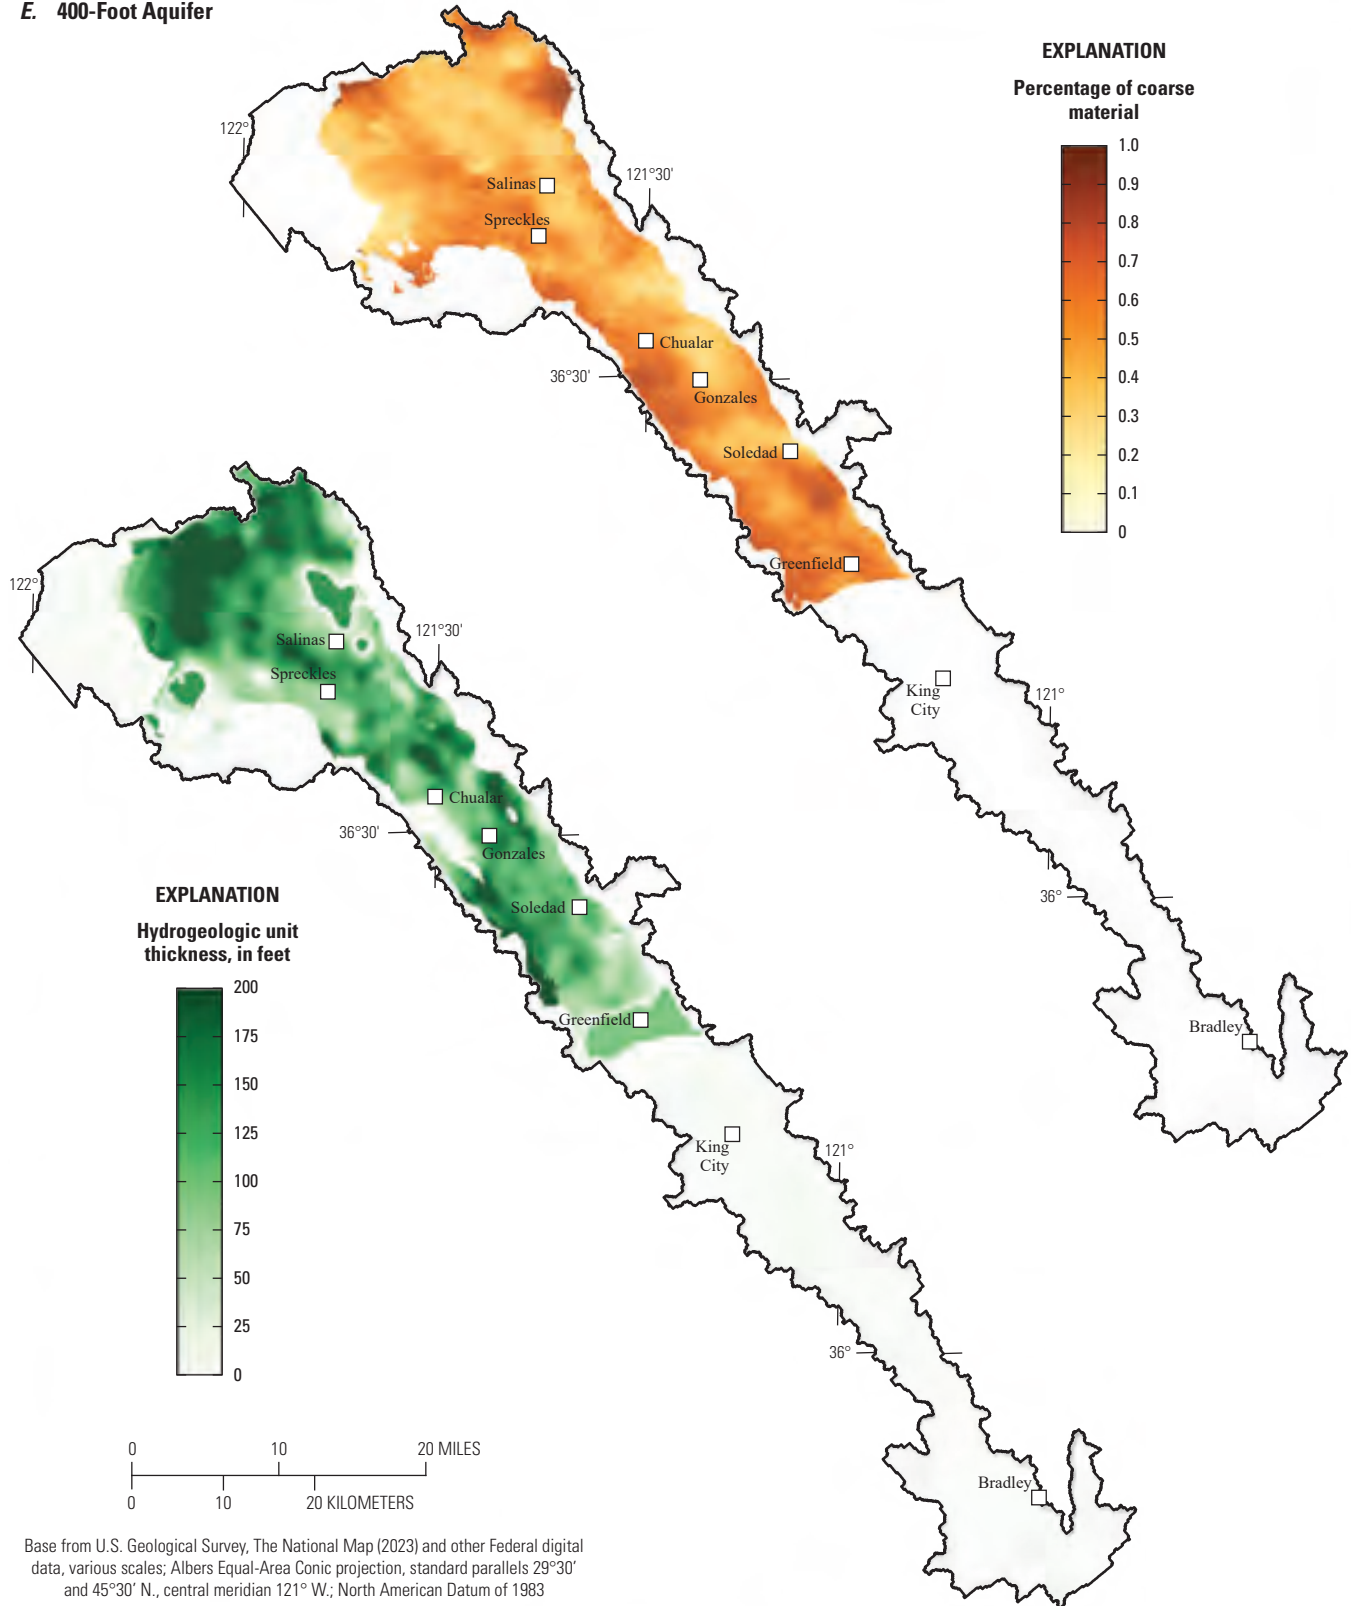 E. 400-Foot Aquifer
EXPLANATION
Percentage of coarse
material
1.0
0.9
0.8
0.7
0.6
0.5
0.4
0.3
0.2
0.1
0
122°
121°30'
Salinas
Spreckles
Chualar
36°30'
Gonzales
Soledad
Greenfield
King
City
121°
36°
Bradley
122°
121°30'
Salinas
Spreckles
Chualar
36°30'
Gonzales
Soledad
Greenfield
King
City
121°
36°
Bradley
EXPLANATION
Hydrogeologic unit
thickness, in feet
200
175
150
125
100
75
50
25
0
0 10 20 MILES
0 10 20 KILOMETERS
Base from U.S. Geological Survey, The National Map (2023) and other Federal digital
data, various scales; Albers Equal-Area Conic projection, standard parallels 29°30′
and 45°30′ N., central meridian 121° W.; North American Datum of 1983